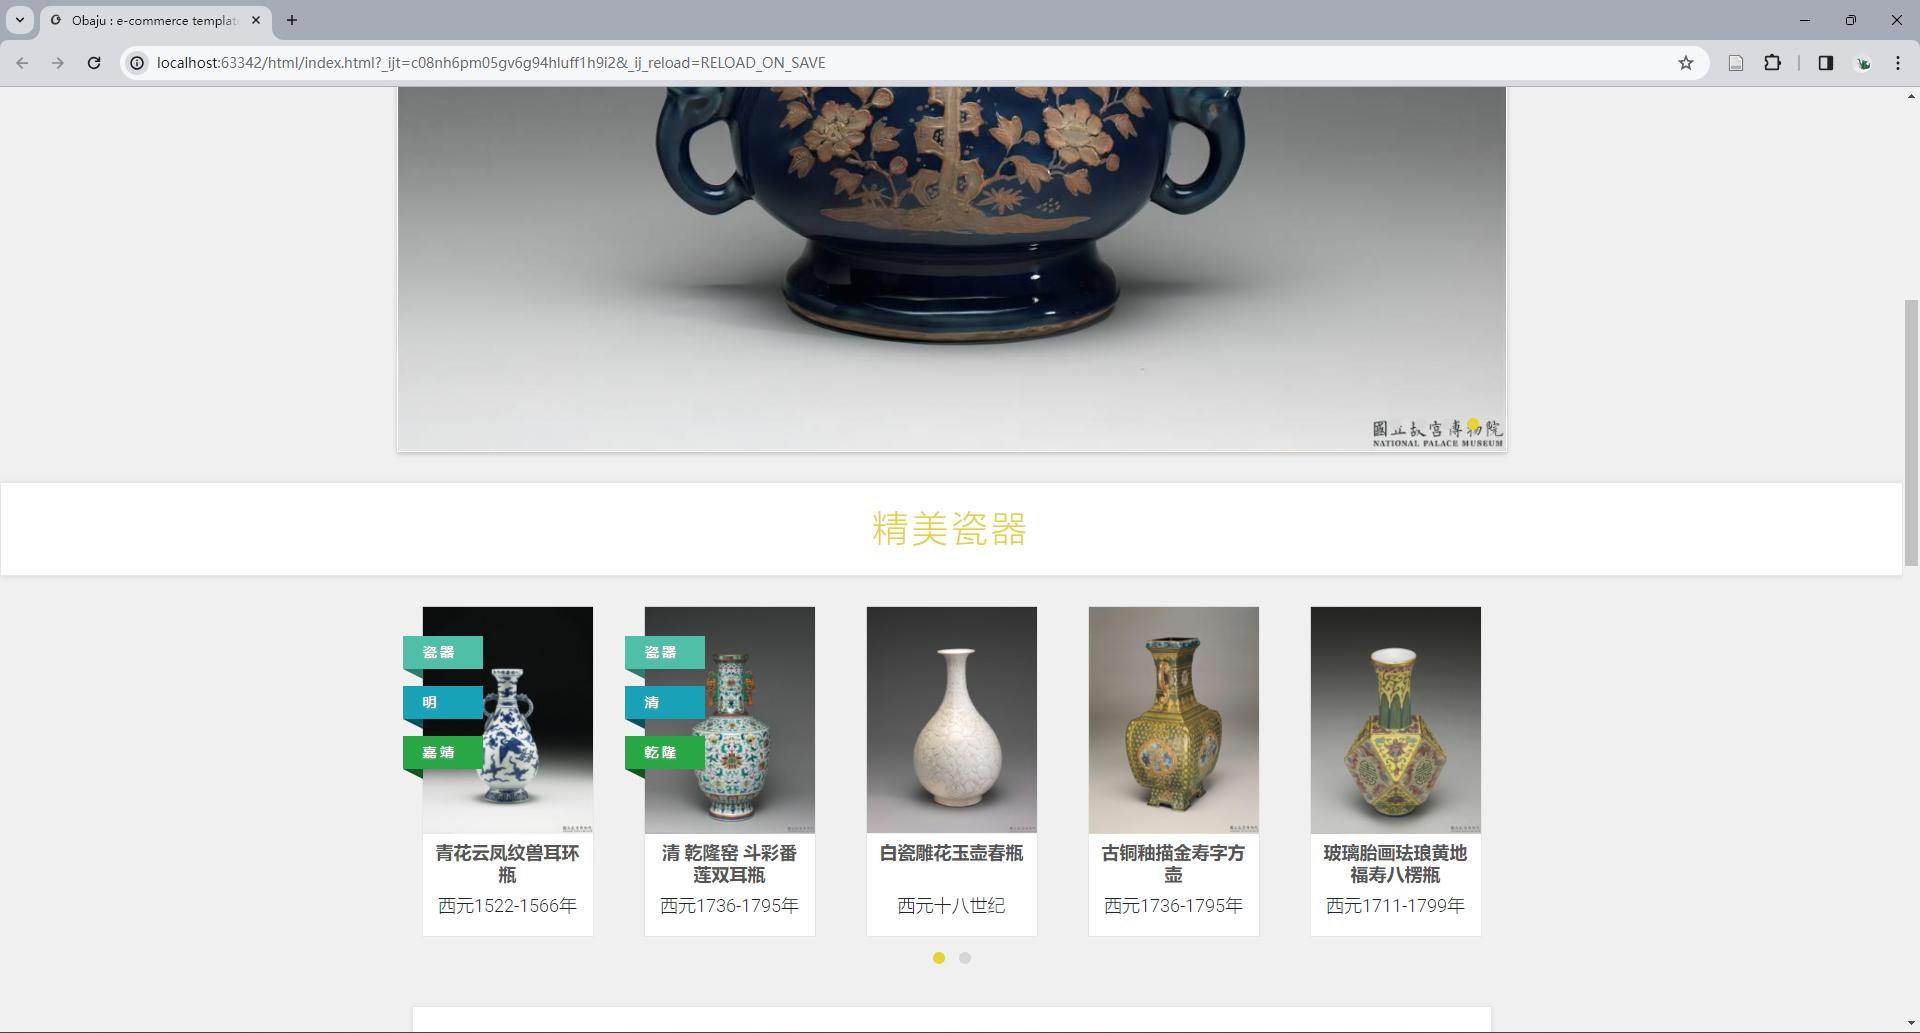 Obaju : e-commerce templat
localhost:63342/html/index.html?_ijt=c08nh6pm05gv6g94hluff1h9i2&_ij_reload=RELOAD_ON_SAVE
國立故宮博物院
NATIONAL PALACE MUSEUM
精美瓷器
瓷器
明
嘉靖
瓷器
清
乾隆
青花云凤纹兽耳环
瓶
西元1522-1566年
清 乾隆窑 斗彩番
莲双耳瓶
西元1736-1795年
白瓷雕花玉壶春瓶
西元十八世纪
古铜釉描金寿字方
壶
西元1736-1795年
玻璃胎画珐琅黄地
福寿八楞瓶
西元1711-1799年